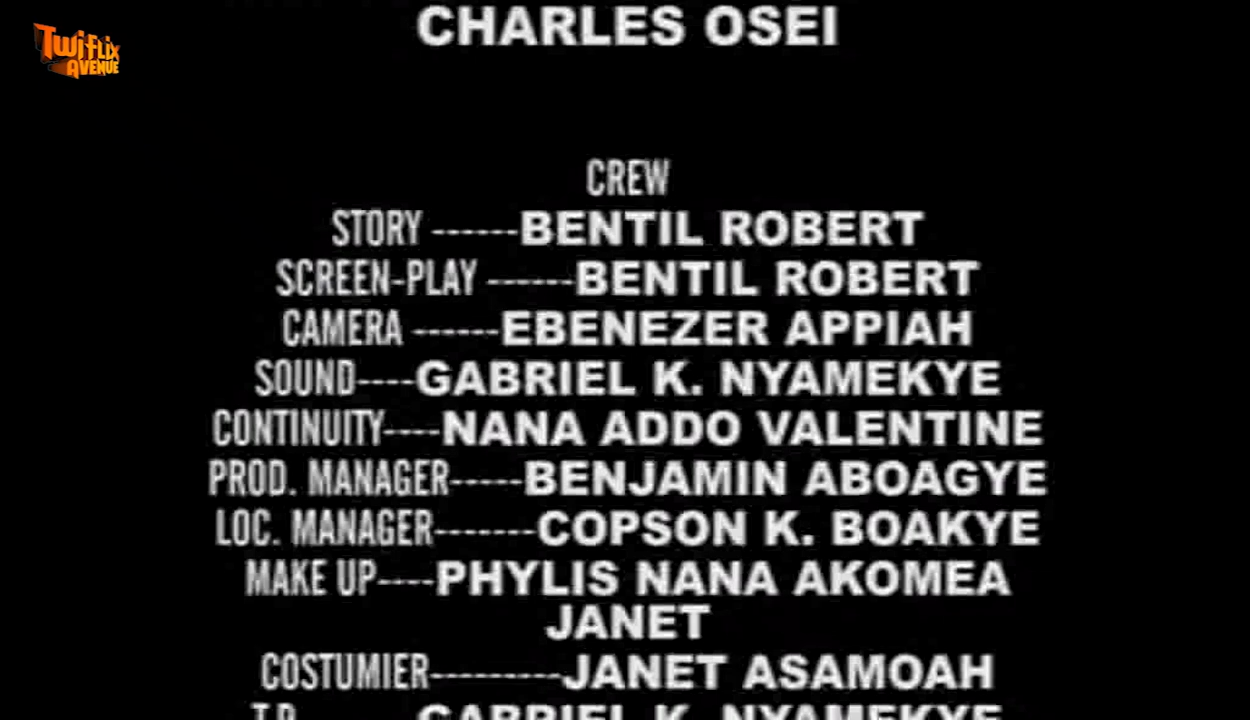 CHARLES OSEI
TWiFLiX
AVENUE
CREW
STORY ------BENTIL ROBERT
SCREEN-PLAY ------BENTIL ROBERT
CAMERA ------EBENEZER APPIAH
SOUND----GABRIEL K. NYAMEKYE
CONTINUITY----NANA ADDO VALENTINE
PROD. MANAGER-----BENJAMIN ABOAGYE
LOC. MANAGER-------COPSON K. BOAKYE
MAKE UP----PHYLIS NANA AKOMEA
JANET
COSTUMIER---------JANET ASAMOAH
GABRIEL K. NYAMEKYE